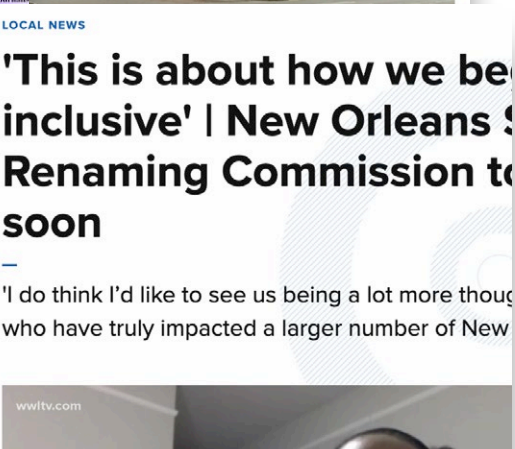 LOCAL NEWS
'This is about how we be
inclusive' | New Orleans
Renaming Commission to
soon
'I do think I'd like to see us being a lot more thoug
who have truly impacted a larger number of New
wwltv.com